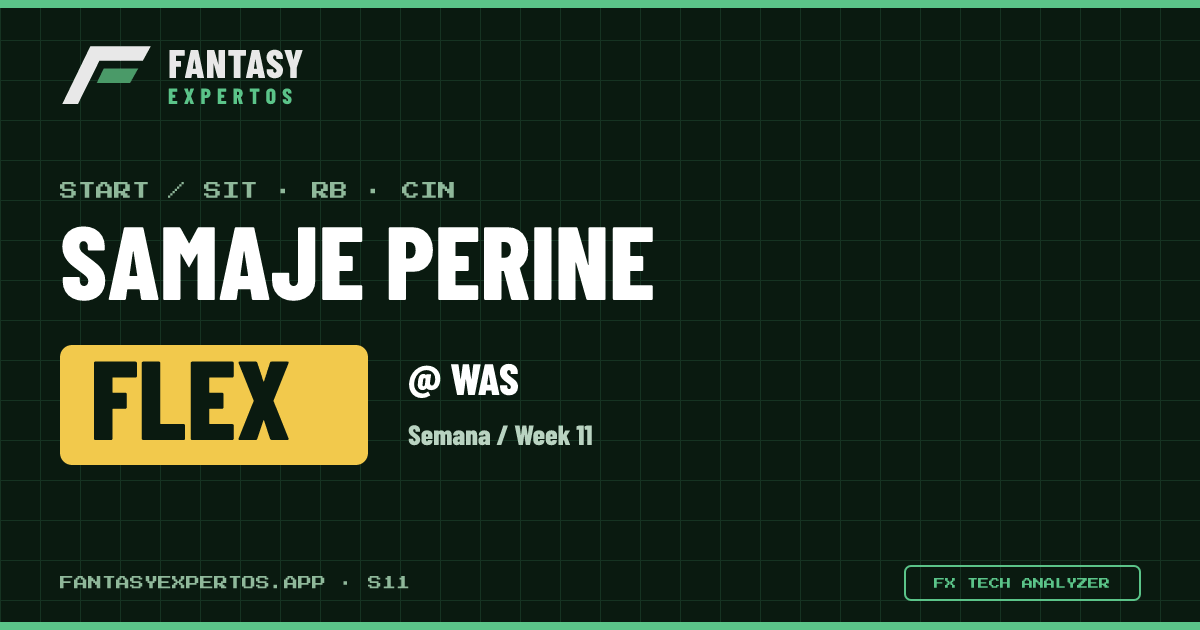 FANTASY
EXPERTOS
START / SIT · RB · CIN
SAMAJE PERINE
FLEX
@ WAS
Semana / Week 11
FANTASYEXPERTOS.APP · S11
FX TECH ANALYZER